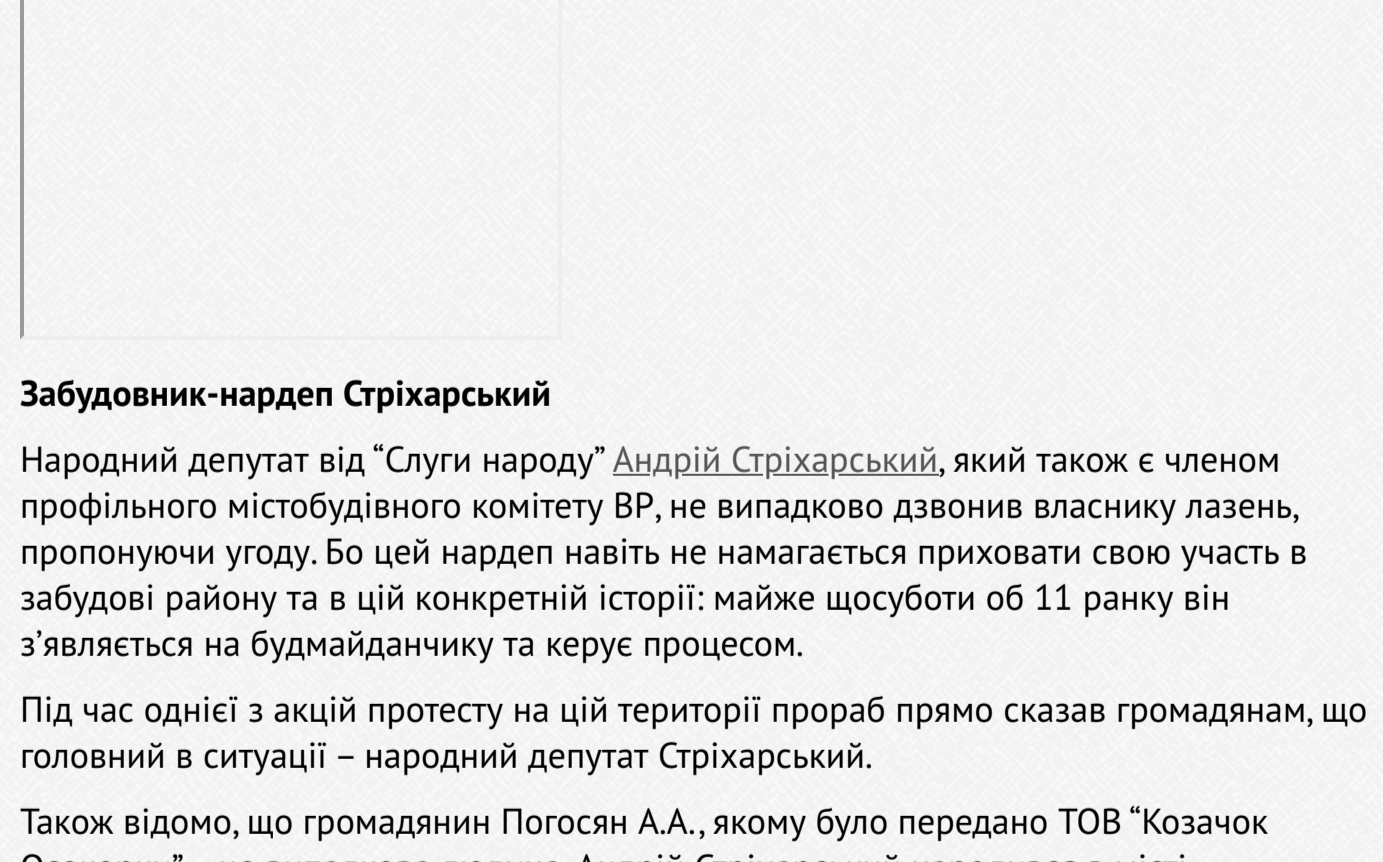 Забудовник-нардеп Стріхарський
Народний депутат від “Слуги народу” Андрій Стріхарський, який також є членом
профільного містобудівного комітету ВР, не випадково дзвонив власнику лазень,
пропонуючи угоду. Бо цей нардеп навіть не намагається приховати свою участь в
забудові району та в цій конкретній історії: майже щосуботи об 11 ранку він
з’являється на будмайданчику та керує процесом.
Під час однієї з акцій протесту на цій території прораб прямо сказав громадянам, що
головний в ситуації – народний депутат Стріхарський.
Також відомо, що громадянин Погосян А.А., якому було передано ТОВ “Козачок